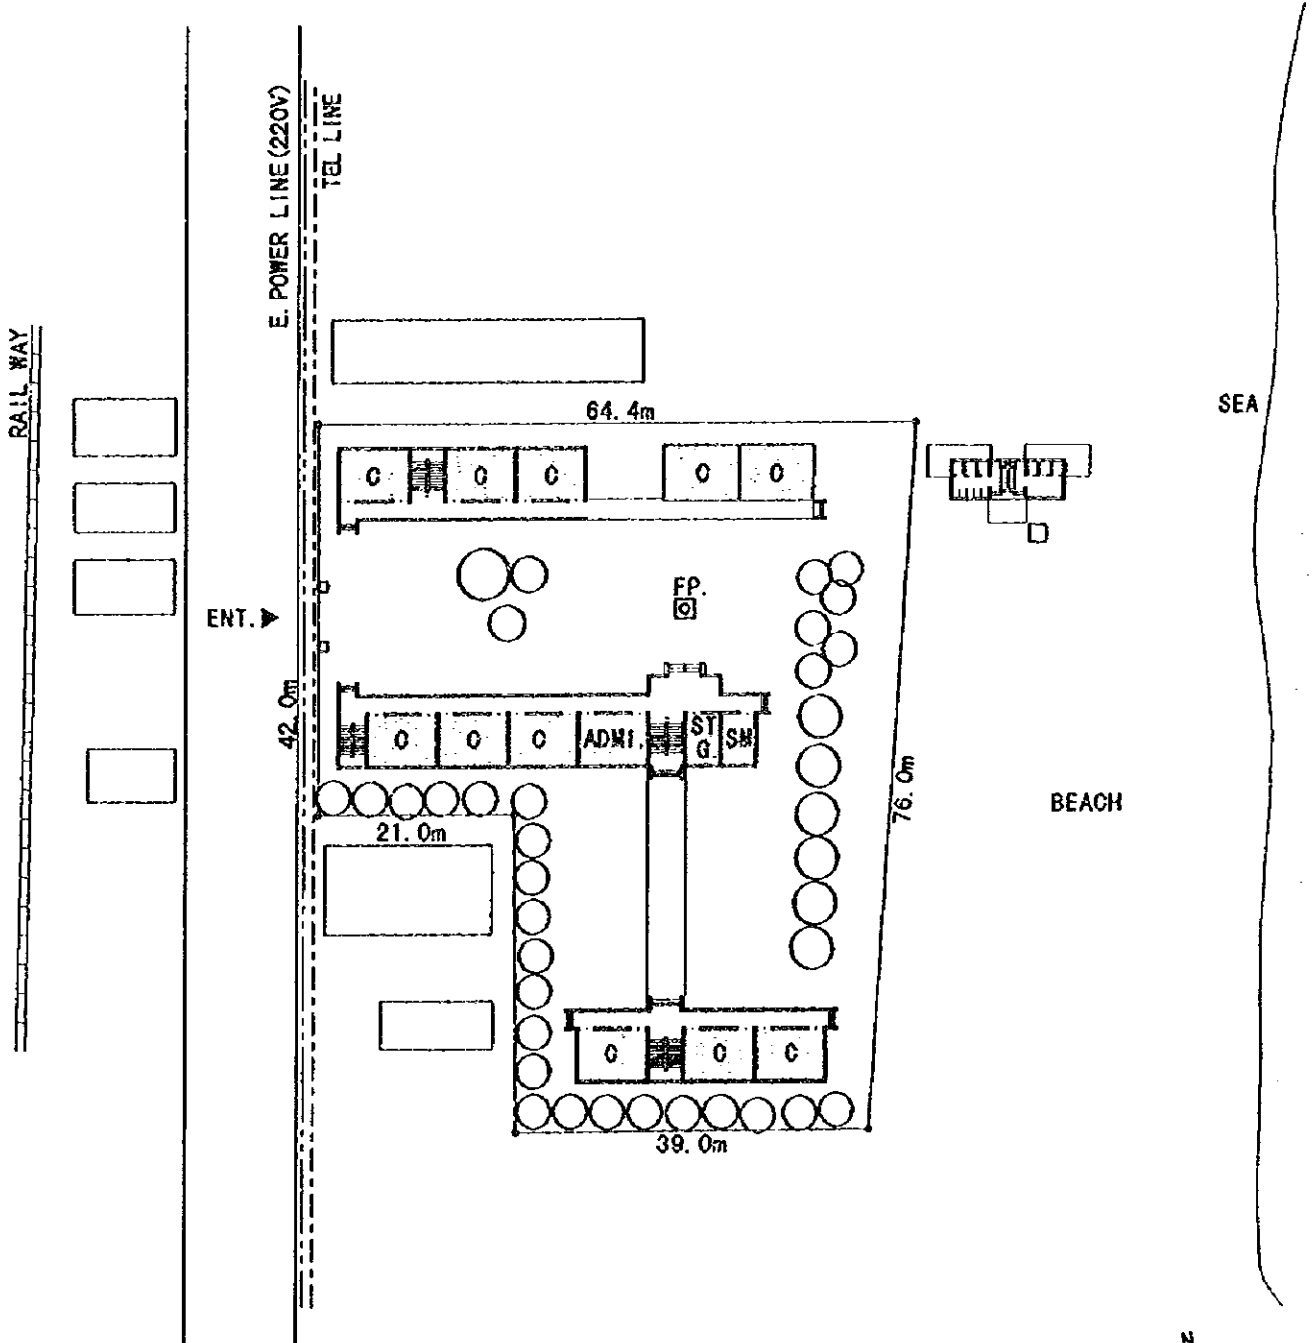 E. POWER LINE(220V)
TEL LINE
RAIL WAY
64. 4m
SEA
C
C
C
C
C
FP.
ENT.
42. 0m
C
C
C
ADMI.
ST
G
SM
76. 0m
BEACH
21. 0m
C
C
C
39. 0m
N